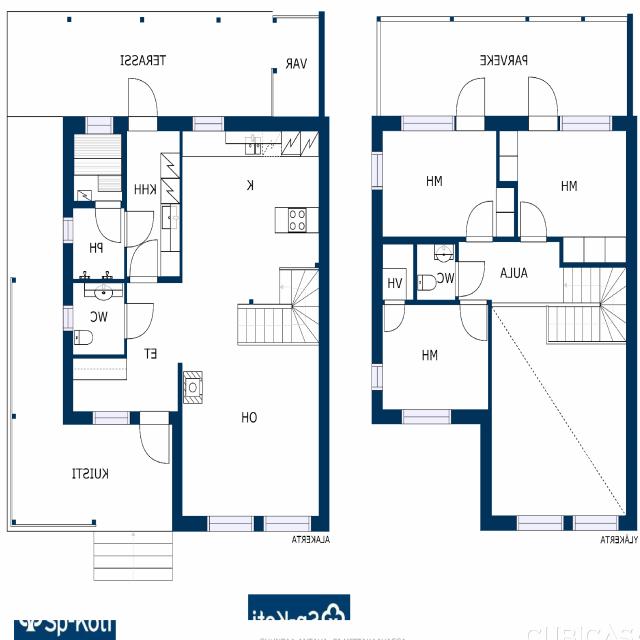 TERASSI
VAR
PARVEKE
K
KHH
MH
MH
PH
WC
AULA
WC
VH
ET
MH
OH
KUISTI
ALAKERTA
YLÄKERTA
Sp-Koti
Sp-Koti